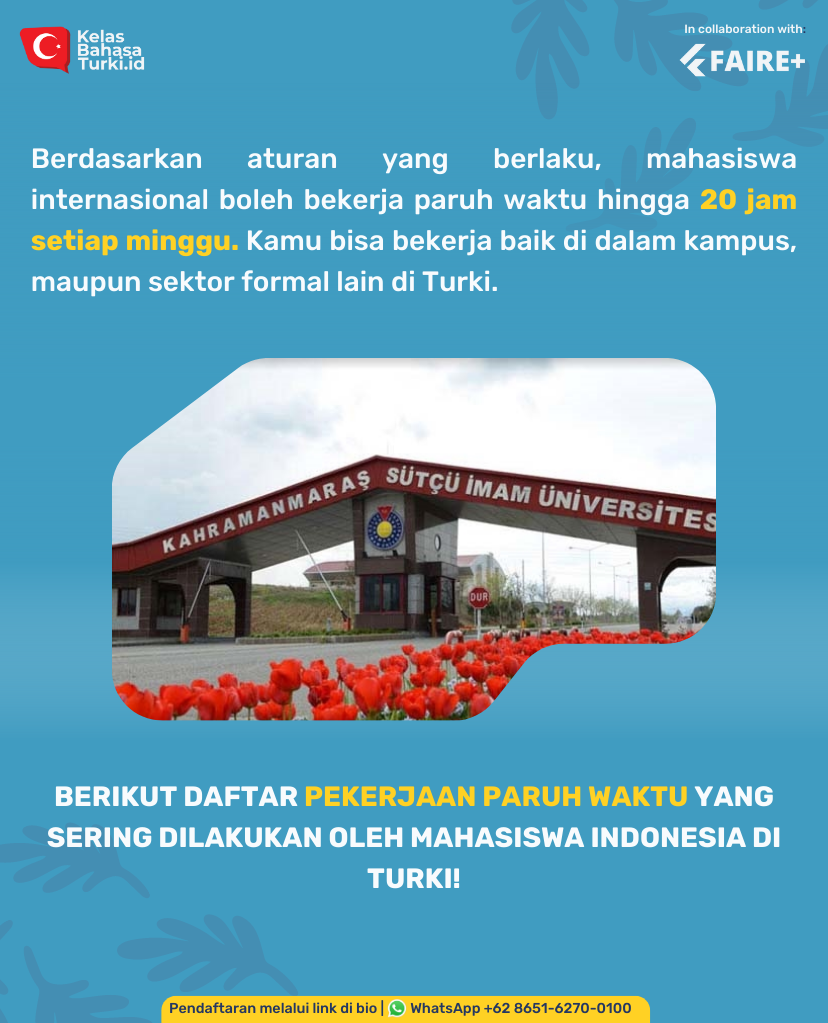 Kelas
Bahasa
Turki.id
In collaboration with:
FAIRE+
Berdasarkan aturan yang berlaku, mahasiswa
internasional boleh bekerja paruh waktu hingga 20 jam
setiap minggu. Kamu bisa bekerja baik di dalam kampus,
maupun sektor formal lain di Turki.
KAHRAMANMARAŞ SÜTÇÜ İMAM ÜNİVERSİTES
DUR
BERIKUT DAFTAR PEKERJAAN PARUH WAKTU YANG
SERING DILAKUKAN OLEH MAHASISWA INDONESIA DI
TURKI!
Pendaftaran melalui link di bio | WhatsApp +62 8651-6270-0100